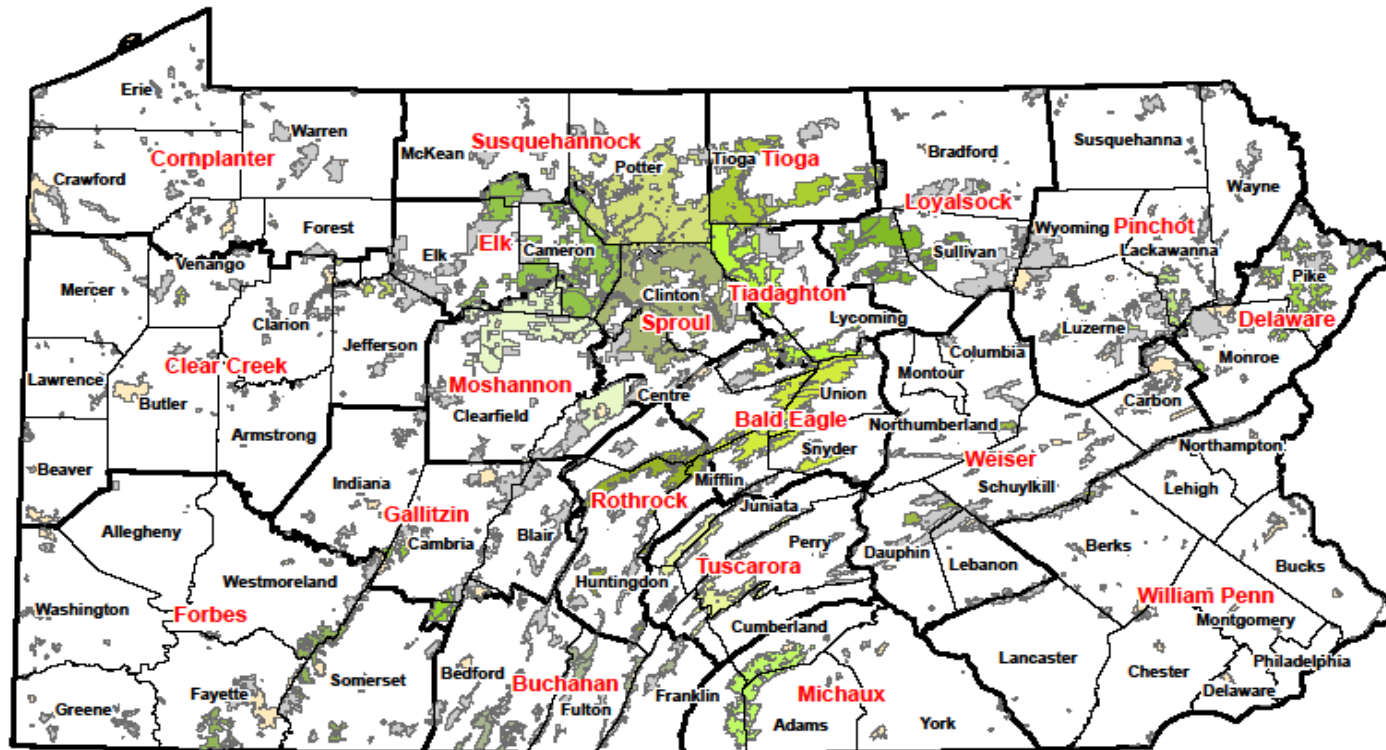 Erie
Warren
McKean
Susquehannock
Potter
Tioga
Tioga
Bradford
Susquehanna
Wayne
Cornplanter
Crawford
Forest
Loyalsock
Wyoming
Pinchot
Lackawanna
Elk
Elk
Cameron
Sullivan
Venango
Mercer
Pike
Clinton
Tiadaghton
Lycoming
Sproul
Luzerne
Delaware
Clarion
Jefferson
Monroe
Columbia
Clear Creek
Lawrence
Butler
Moshannon
Clearfield
Centre
Montour
Union
Carbon
Bald Eagle
Northumberland
Armstrong
Snyder
Weiser
Northampton
Beaver
Indiana
Mifflin
Schuylkill
Lehigh
Rothrock
Juniata
Allegheny
Gallitzin
Cambria
Blair
Perry
Dauphin
Berks
Bucks
Lebanon
Westmoreland
Huntingdon
Tuscarora
Washington
Forbes
William Penn
Montgomery
Cumberland
Lancaster
Philadelphia
Bedford
Somerset
Buchanan
Franklin
Michaux
Chester
Delaware
Fayette
Greene
Fulton
Adams
York